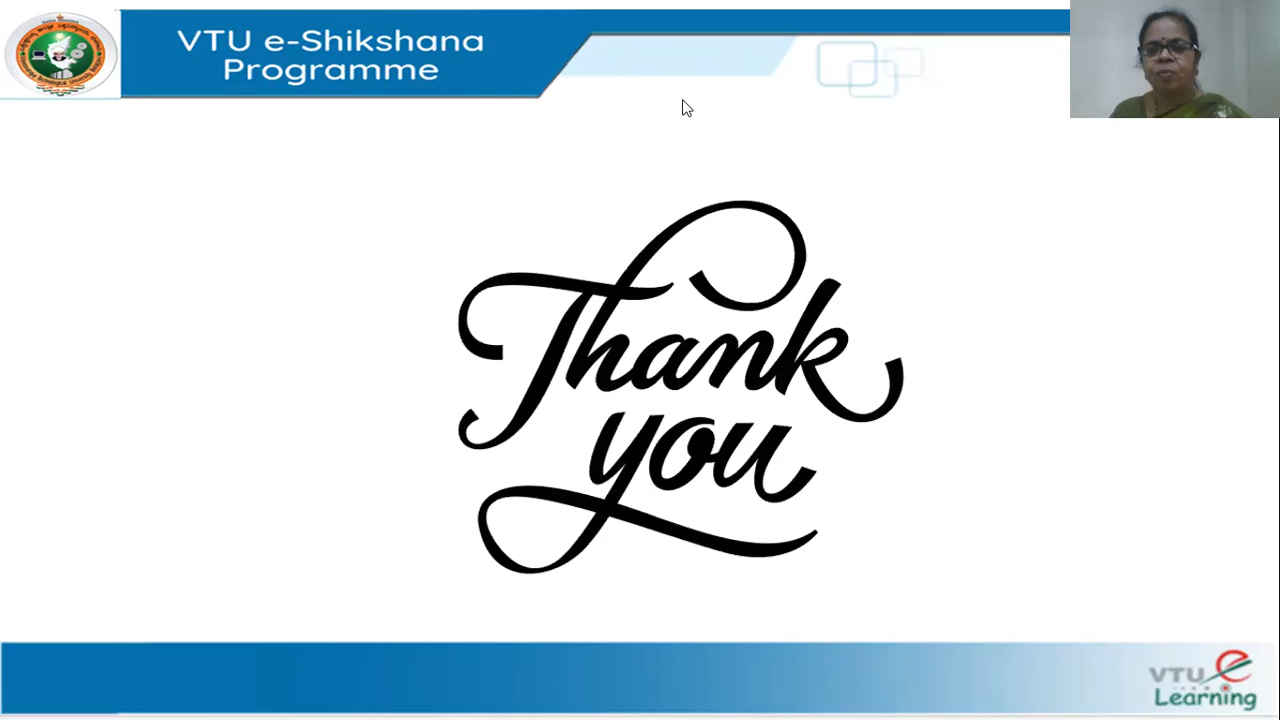 VTU e-Shikshana
Programme
Thank
you
VTU e
Learning